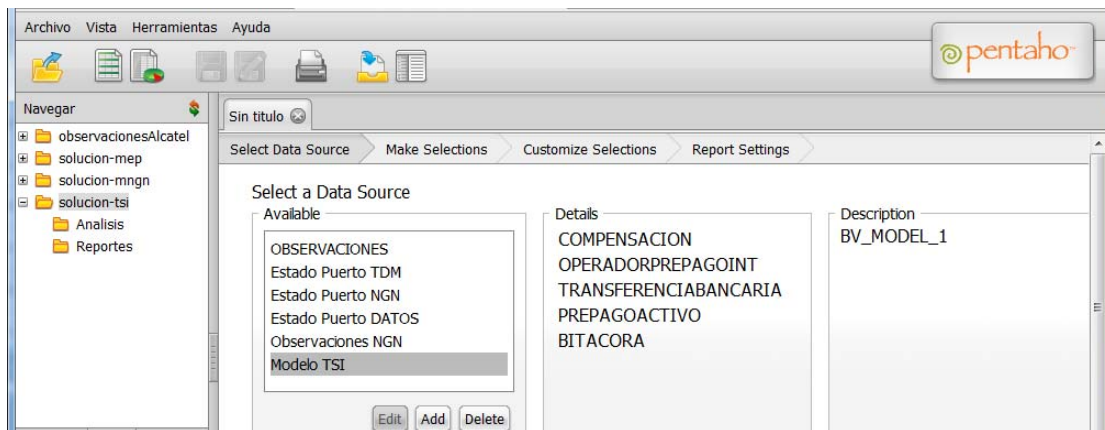 Archivo Vista Herramientas Ayuda
pentaho
Navegar
Sin titulo
observacionesAlcatel
solucion-mep
solucion-mngn
solucion-tsi
Analisis
Reportes
Select Data Source Make Selections Customize Selections Report Settings
Select a Data Source
Available
OBSERVACIONES
Estado Puerto TDM
Estado Puerto NGN
Estado Puerto DATOS
Observaciones NGN
Modelo TSI
Edit Add Delete
Details
COMPENSACION
OPERADORPREPAGOINT
TRANSFERENCIABANCARIA
PREPAGOACTIVO
BITACORA
Description
BV_MODEL_1